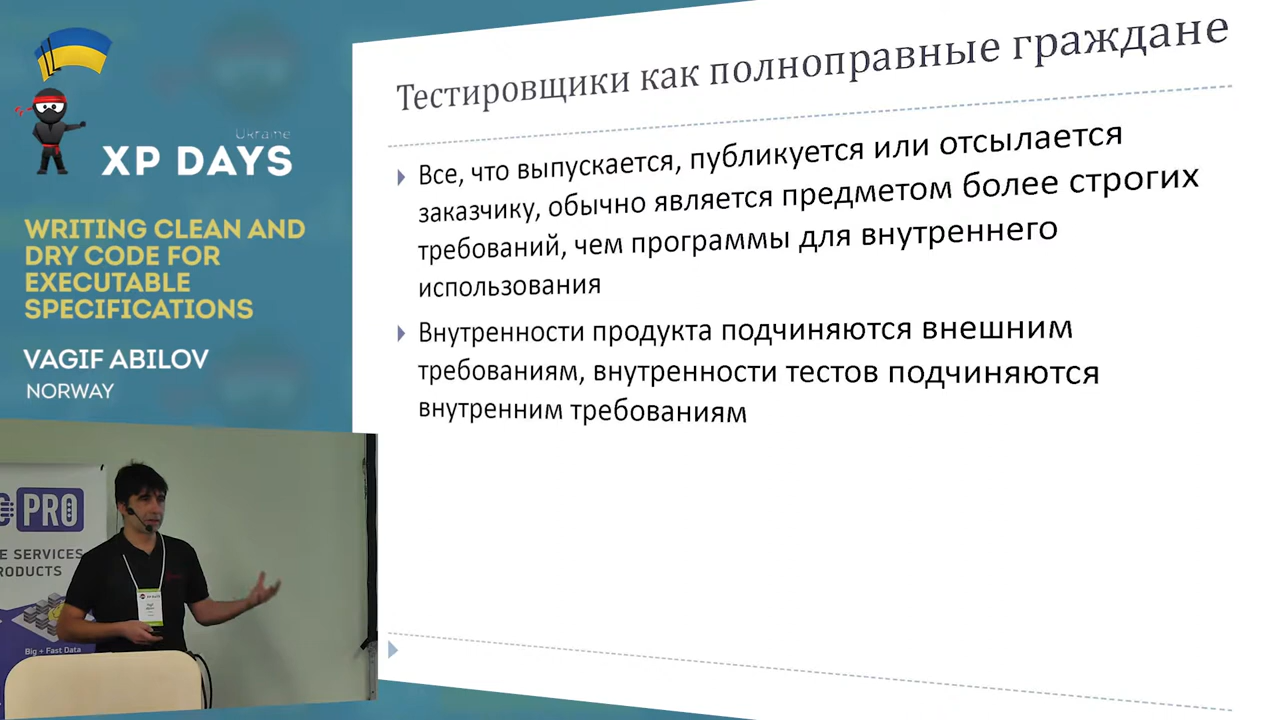 Ukraine
XP DAYS
WRITING CLEAN AND
DRY CODE FOR
EXECUTABLE
SPECIFICATIONS
VAGIF ABILOV
NORWAY
PRO
E SERVICES
RODUCTS
Big + Fast Data
Тестировщики как полноправные граждане
Все, что выпускается, публикуется или отсылается
заказчику, обычно является предметом более строгих
требований, чем программы для внутреннего
использования
Внутренности продукта подчиняются внешним
требованиям, внутренности тестов подчиняются
внутренним требованиям